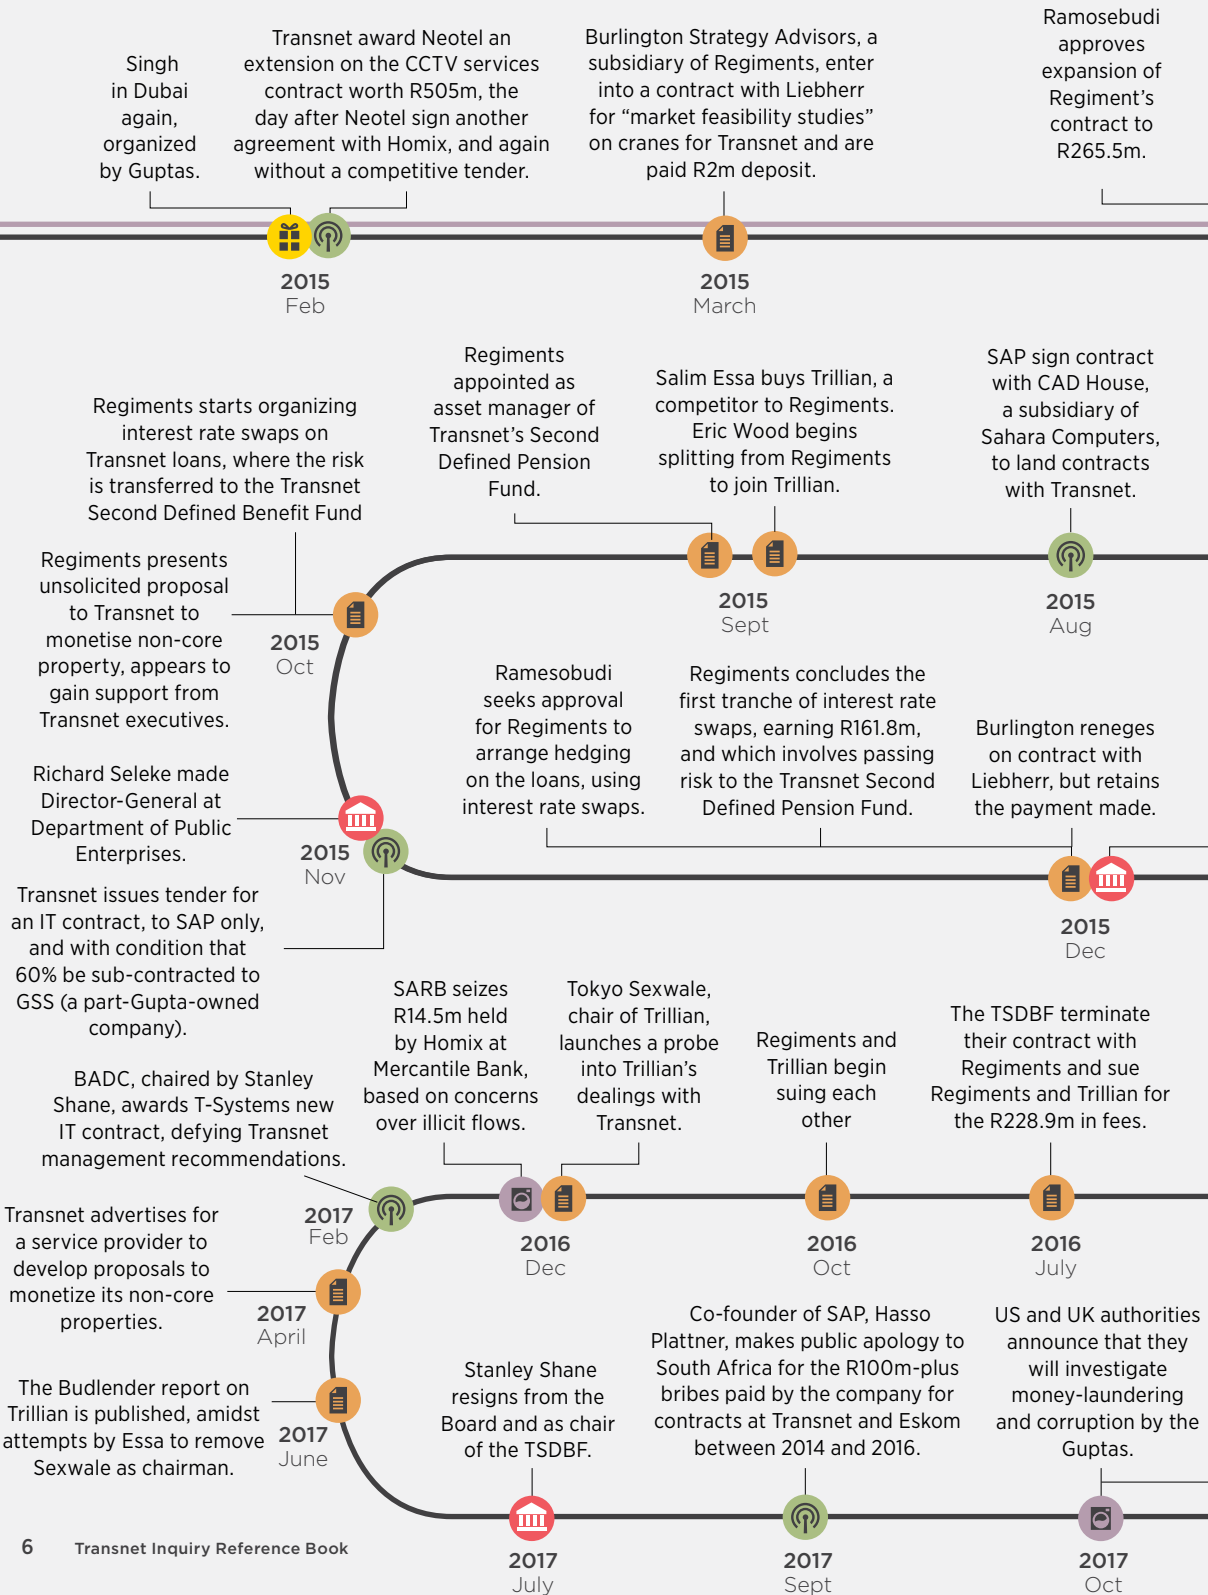 Singh
in Dubai
again,
organized
by Guptas.
Transnet award Neotel an
extension on the CCTV services
contract worth R505m, the
day after Neotel sign another
agreement with Homix, and again
without a competitive tender.
Burlington Strategy Advisors, a
subsidiary of Regiments, enter
into a contract with Liebherr
for “market feasibility studies”
on cranes for Transnet and are
paid R2m deposit.
Ramosebudi
approves
expansion of
Regiment’s
contract to
R265.5m.
2015
Feb
2015
March
Regiments starts organizing
interest rate swaps on
Transnet loans, where the risk
is transferred to the Transnet
Second Defined Benefit Fund
Regiments
appointed as
asset manager of
Transnet’s Second
Defined Pension
Fund.
Salim Essa buys Trillian, a
competitor to Regiments.
Eric Wood begins
splitting from Regiments
to join Trillian.
SAP sign contract
with CAD House,
a subsidiary of
Sahara Computers,
to land contracts
with Transnet.
Regiments presents
unsolicited proposal
to Transnet to
monetise non-core
property, appears to
gain support from
Transnet executives.
2015
Oct
2015
Sept
2015
Aug
Richard Seleke made
Director-General at
Department of Public
Enterprises.
2015
Nov
Ramesobudi
seeks approval
for Regiments to
arrange hedging
on the loans, using
interest rate swaps.
Regiments concludes the
first tranche of interest rate
swaps, earning R161.8m,
and which involves passing
risk to the Transnet Second
Defined Pension Fund.
Burlington reneges
on contract with
Liebherr, but retains
the payment made.
2015
Dec
Transnet issues tender for
an IT contract, to SAP only,
and with condition that
60% be sub-contracted to
GSS (a part-Gupta-owned
company).
BADC, chaired by Stanley
Shane, awards T-Systems new
IT contract, defying Transnet
management recommendations.
SARB seizes
R14.5m held
by Homix at
Mercantile Bank,
based on concerns
over illicit flows.
Tokyo Sexwale,
chair of Trillian,
launches a probe
into Trillian’s
dealings with
Transnet.
Regiments and
Trillian begin
suing each
other
The TSDBF terminate
their contract with
Regiments and sue
Regiments and Trillian for
the R228.9m in fees.
2017
Feb
2016
Dec
2016
Oct
2016
July
Transnet advertises for
a service provider to
develop proposals to
monetize its non-core
properties.
2017
April
The Budlender report on
Trillian is published, amidst
attempts by Essa to remove
Sexwale as chairman.
2017
June
Stanley Shane
resigns from the
Board and as chair
of the TSDBF.
Co-founder of SAP, Hasso
Plattner, makes public apology to
South Africa for the R100m-plus
bribes paid by the company for
contracts at Transnet and Eskom
between 2014 and 2016.
US and UK authorities
announce that they
will investigate
money-laundering
and corruption by the
Guptas.
2017
July
2017
Sept
2017
Oct
6 Transnet Inquiry Reference Book